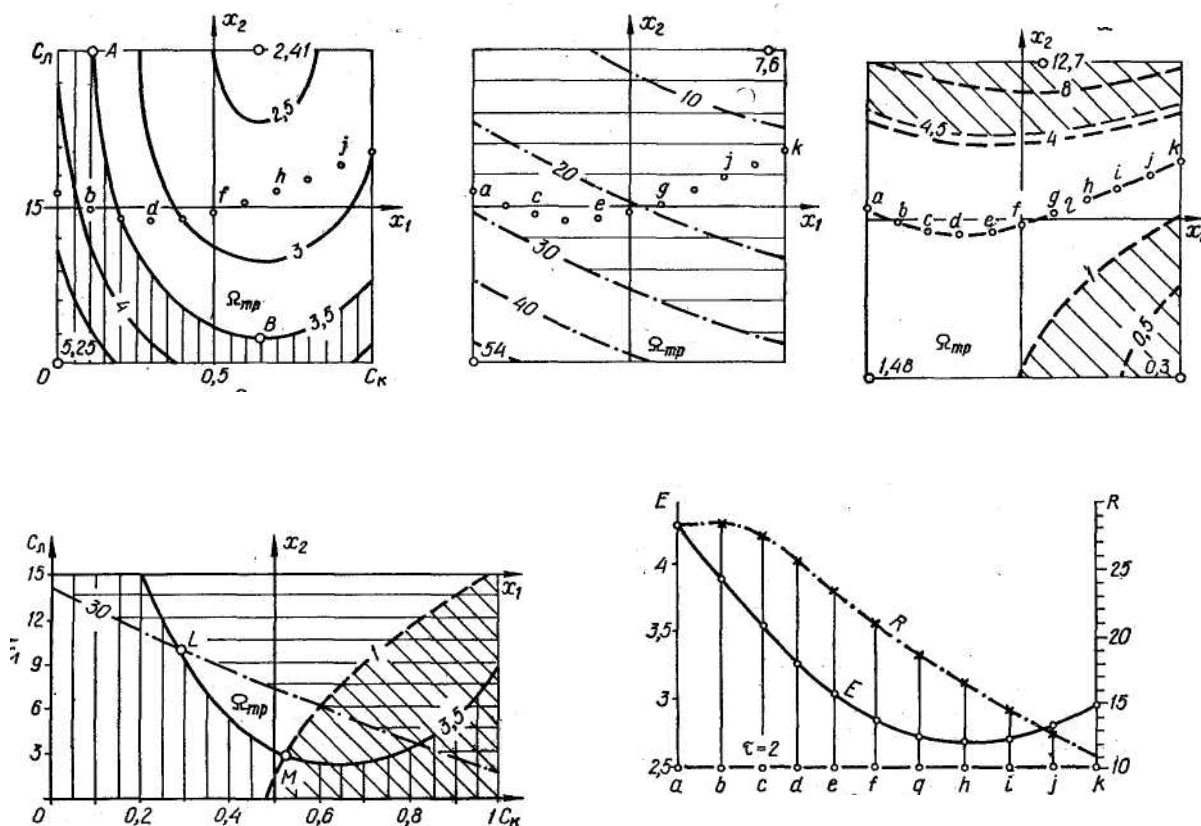 x₂
Cл
A
2,41
2,5
j
h
b
d
f
15
x₁
3
Ωтр
4
B
3,5
5,25
0
0,5
Cк
x₂
7,6
10
j
k
20
a
c
e
g
x₁
30
40
Ωтр
54
x₂
12,7
8
4,5
4
k
j
i
h
a
b
c
d
e
f
g
2
x₁
1
0,5
Ωтр
1,48
0,3
Cл
x₂
15
x₁
30
12
L
1
9
Ωтр
6
3,5
3
M
0
0,2
0,4
0,6
0,8
1 Cк
E
R
4
25
3,5
R
20
3
E
15
τ=2
2,5
10
a b c d e f g h i j k